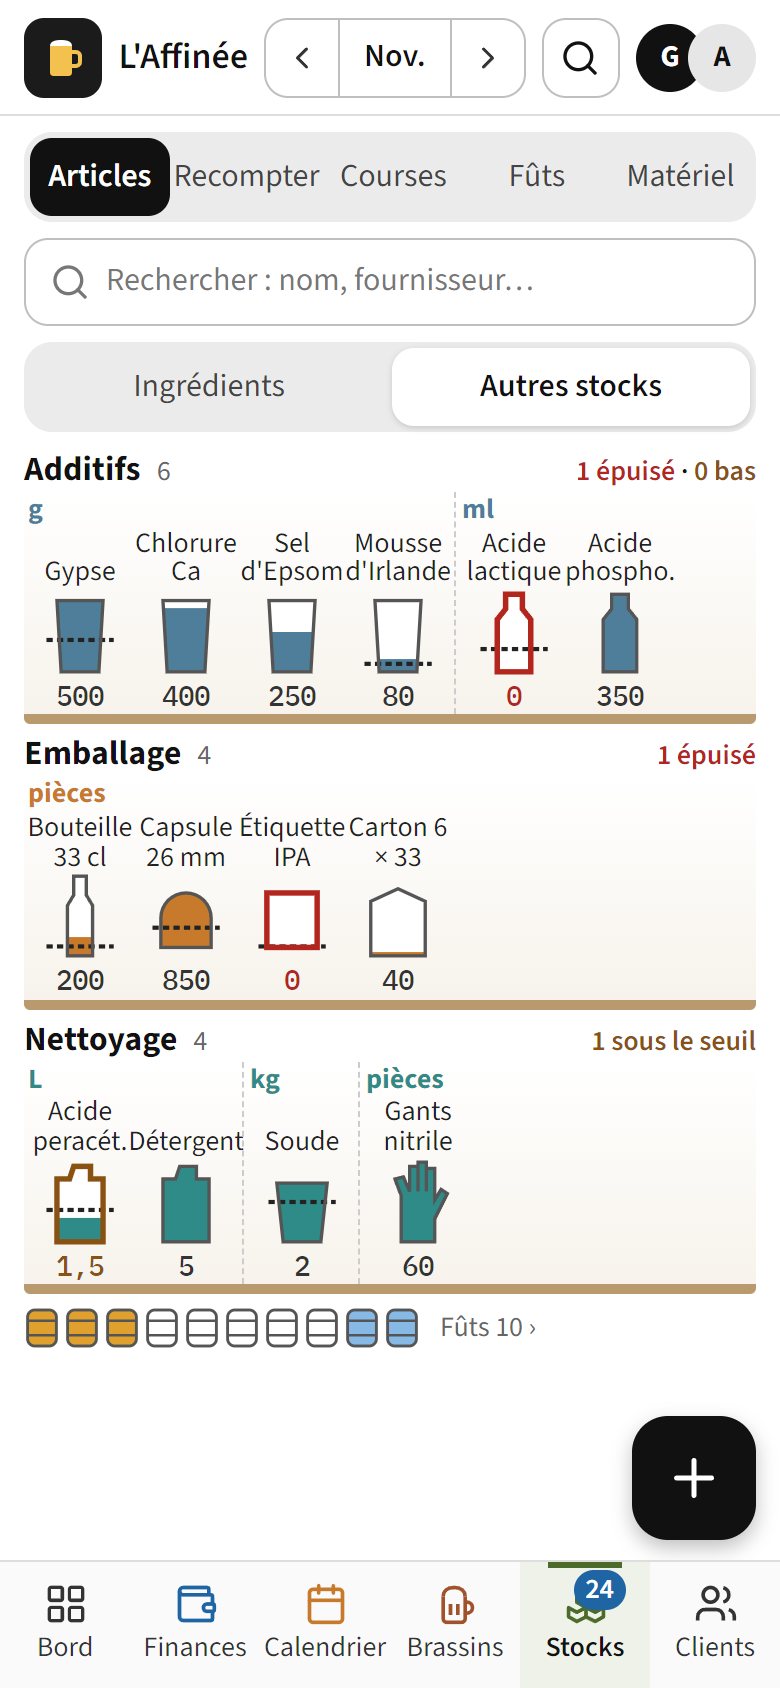 L'Affinée
Nov.
G
A
Articles Recompter Courses Fûts Matériel
Rechercher : nom, fournisseur…
Ingrédients Autres stocks
Additifs 6 1 épuisé · 0 bas
g ml
Gypse
Chlorure
Ca
Sel
d'Epsom
Mousse
d'Irlande
Acide
lactique
Acide
phospho.
500 400 250 80 0 350
Emballage 4 1 épuisé
pièces
Bouteille
33 cl
Capsule
26 mm
Étiquette
IPA
Carton 6
× 33
200 850 0 40
Nettoyage 4 1 sous le seuil
L kg pièces
Acide
peracét.
Détergent
Soude
Gants
nitrile
1,5 5 2 60
Fûts 10 ›
24
Bord Finances Calendrier Brassins Stocks Clients